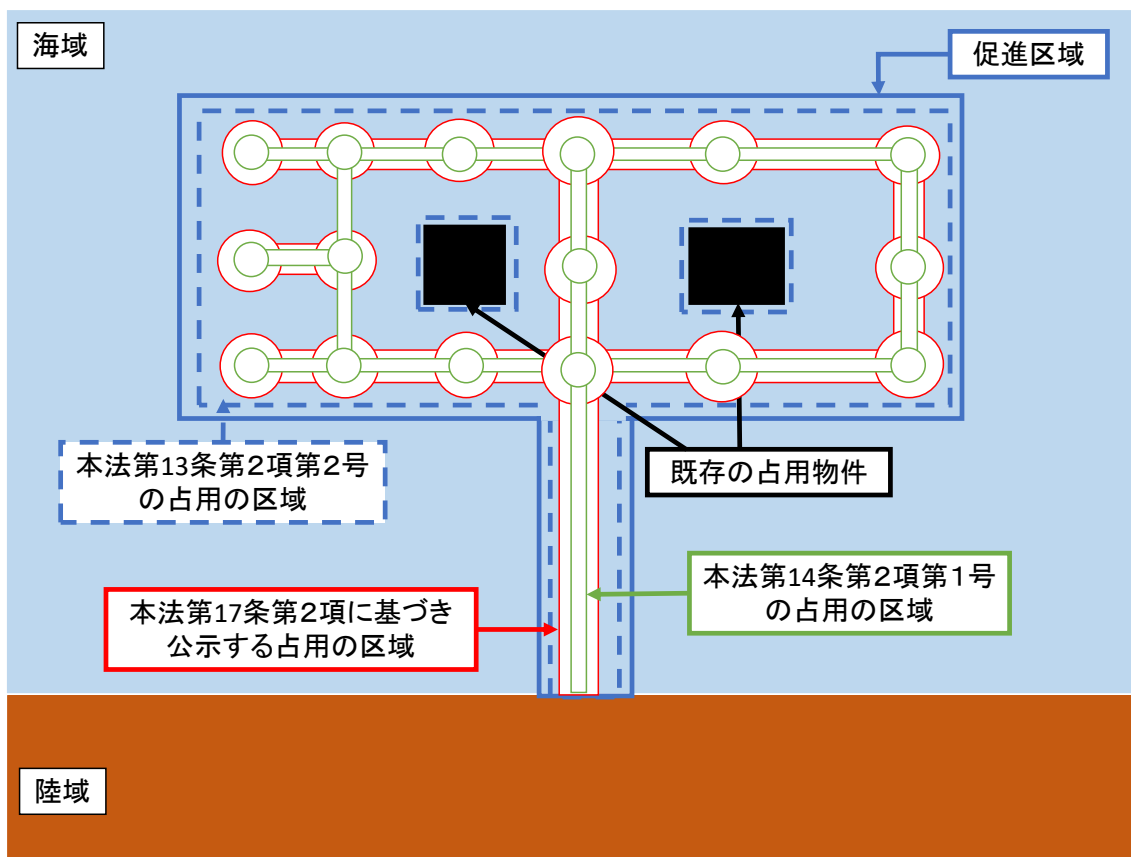 海域
促進区域
本法第13条第2項第2号
の占用の区域
既存の占用物件
本法第14条第2項第1号
の占用の区域
本法第17条第2項に基づき
公示する占用の区域
陸域